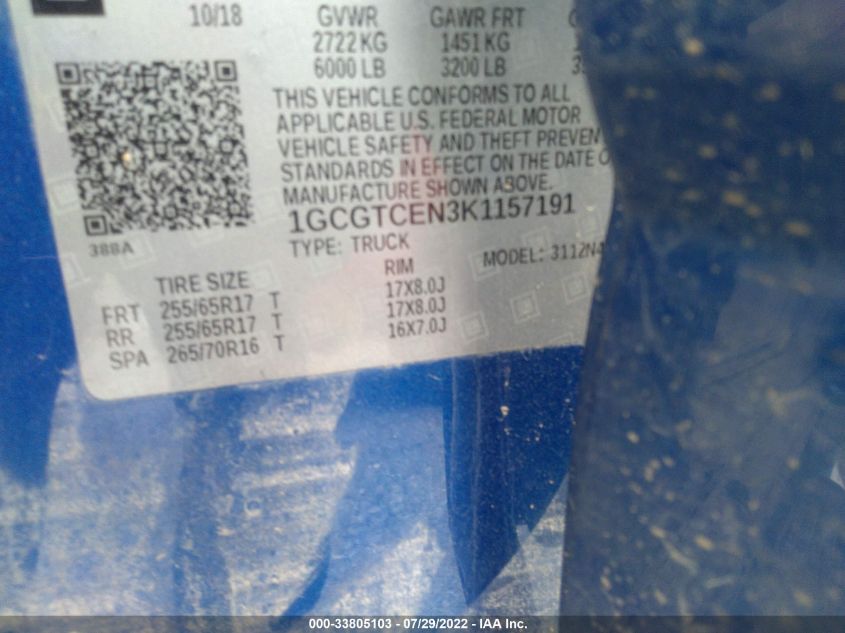 10/18 GVWR GAWR FRT
2722 KG 1451 KG
6000 LB 3200 LB
THIS VEHICLE CONFORMS TO ALL
APPLICABLE U.S. FEDERAL MOTOR
VEHICLE SAFETY AND THEFT PREVEN
STANDARDS IN EFFECT ON THE DATE O
MANUFACTURE SHOWN ABOVE.
1GCGTCEN3K1157191
388A TYPE: TRUCK MODEL: 3112N4
TIRE SIZE RIM
FRT 255/65R17 T 17X8.0J
RR 255/65R17 T 17X8.0J
SPA 265/70R16 T 16X7.0J
000-33805103 - 07/29/2022 - IAA Inc.